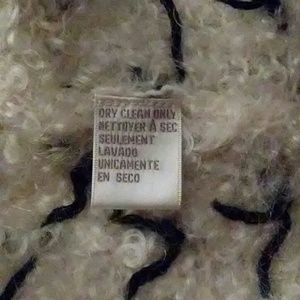 DRY CLEAN ONLY
NETTOYER À SEC
SEULEMENT
LAVADO
UNICAMENTE
EN SECO